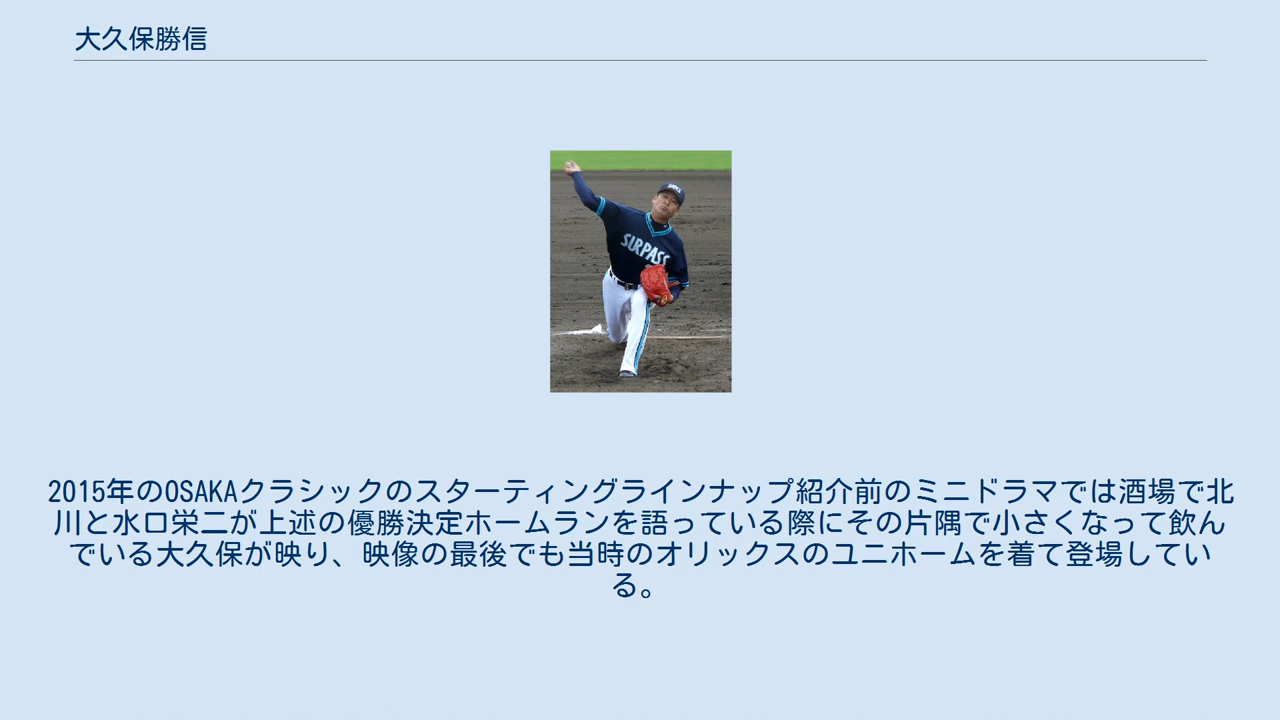 大久保勝信
SURPASS
2015年のOSAKAクラシックのスターティングラインナップ紹介前のミニドラマでは酒場で北
川と水口栄二が上述の優勝決定ホームランを語っている際にその片隅で小さくなって飲ん
でいる大久保が映り、映像の最後でも当時のオリックスのユニホームを着て登場してい
る。